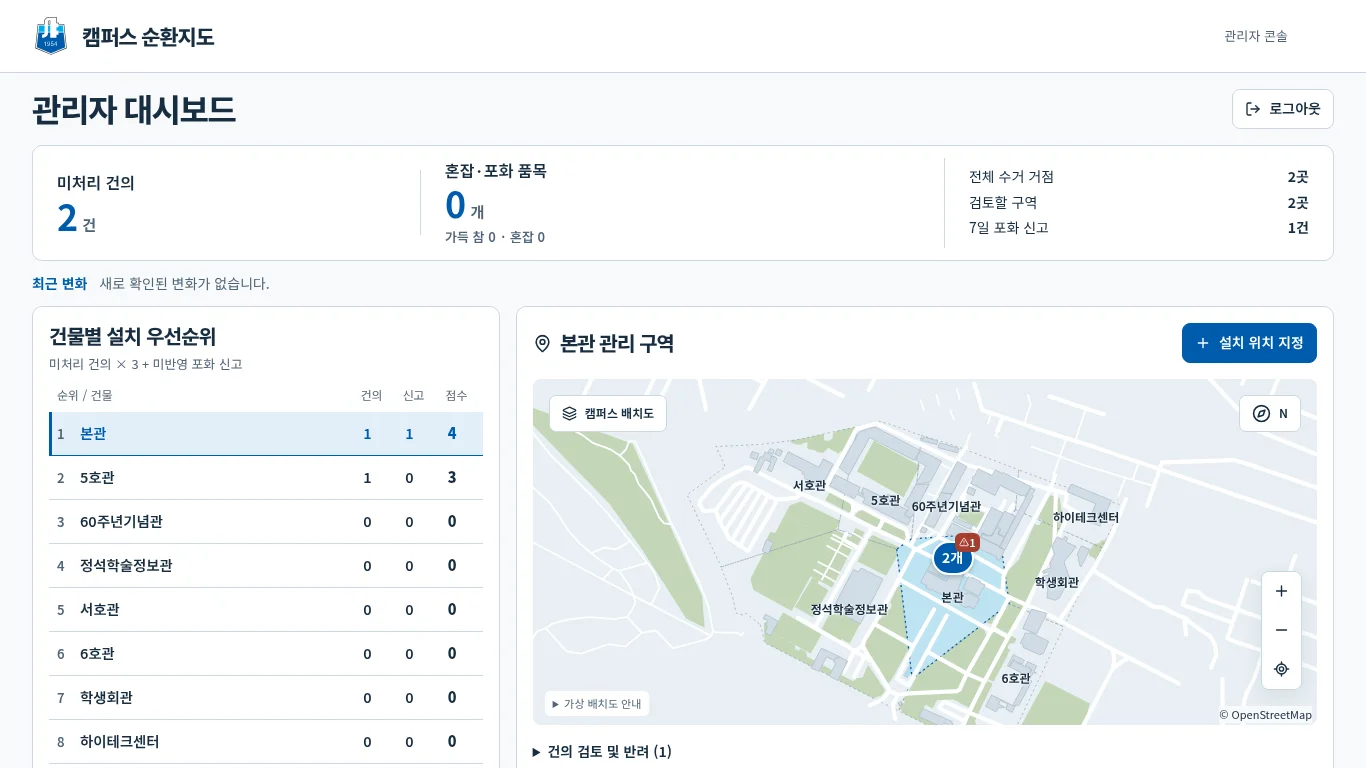 1954
캠퍼스 순환지도
관리자 콘솔
관리자 대시보드
로그아웃
미처리 건의
2 건
혼잡·포화 품목
0 개
가득 참 0 · 혼잡 0
전체 수거 거점 2곳
검토할 구역 2곳
7일 포화 신고 1건
최근 변화 새로 확인된 변화가 없습니다.
건물별 설치 우선순위
미처리 건의 × 3 + 미반영 포화 신고
순위 / 건물 건의 신고 점수
1 본관 1 1 4
2 5호관 1 0 3
3 60주년기념관 0 0 0
4 정석학술정보관 0 0 0
5 서호관 0 0 0
6 6호관 0 0 0
7 학생회관 0 0 0
8 하이테크센터 0 0 0
본관 관리 구역
+ 설치 위치 지정
캠퍼스 배치도
N
서호관
5호관
60주년기념관
하이테크센터
1
2개
본관
학생회관
정석학술정보관
6호관
+
−
▶ 가상 배치도 안내
© OpenStreetMap
▶ 건의 검토 및 반려 (1)